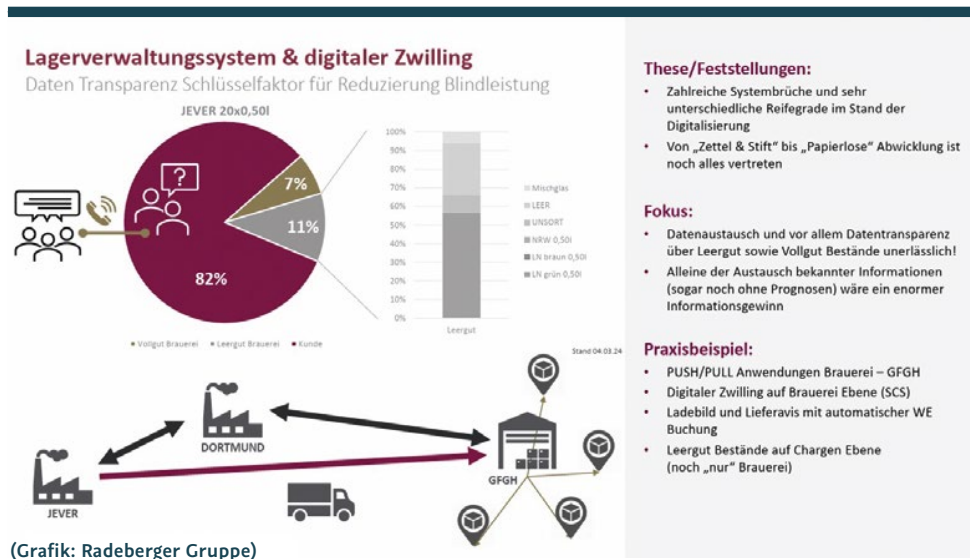 Lagerverwaltungssystem & digitaler Zwilling
Daten Transparenz Schlüsselfaktor für Reduzierung Blindleistung
JEVER 20x0,50l
?
7%
11%
82%
• Vollgut Brauerei • Leergut Brauerei • Kunde
100%
90%
80%
70%
60%
50%
40%
30%
20%
10%
0%
Leergut
Mischglas
LEER
UNSORT
NRW 0,50l
LN braun 0,50l
LN grün 0,50l
Stand 04.03.24
DORTMUND
JEVER
GFGH
These/Feststellungen:
• Zahlreiche Systembrüche und sehr
unterschiedliche Reifegrade im Stand der
Digitalisierung
• Von „Zettel & Stift" bis „Papierlose" Abwicklung ist
noch alles vertreten
Fokus:
• Datenaustausch und vor allem Datentransparenz
über Leergut sowie Vollgut Bestände unerlässlich!
• Alleine der Austausch bekannter Informationen
(sogar noch ohne Prognosen) wäre ein enormer
Informationsgewinn
Praxisbeispiel:
• PUSH/PULL Anwendungen Brauerei – GFGH
• Digitaler Zwilling auf Brauerei Ebene (SCS)
• Ladebild und Lieferavis mit automatischer WE
Buchung
• Leergut Bestände auf Chargen Ebene
(noch „nur" Brauerei)
(Grafik: Radeberger Gruppe)